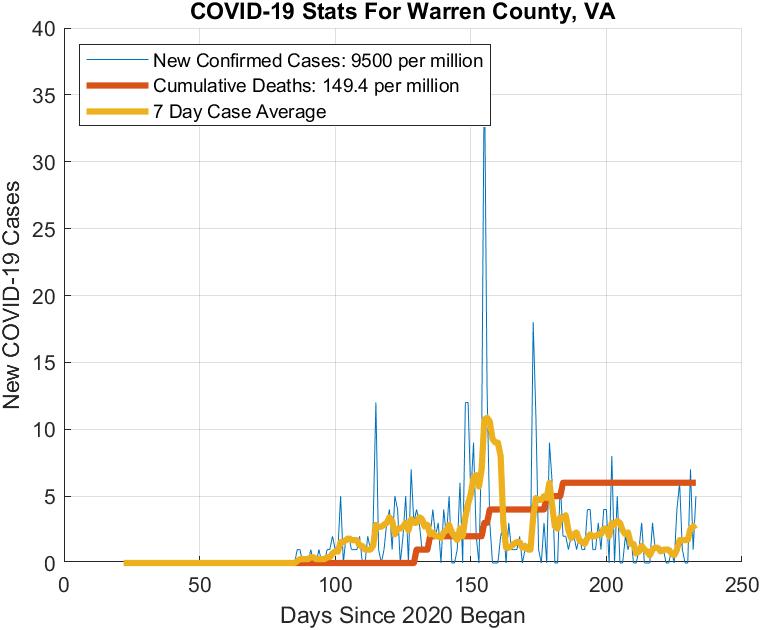 COVID-19 Stats For Warren County, VA
40
35
30
25
20
15
10
5
0
New COVID-19 Cases
New Confirmed Cases: 9500 per million
Cumulative Deaths: 149.4 per million
7 Day Case Average
0 50 100 150 200 250
Days Since 2020 Began